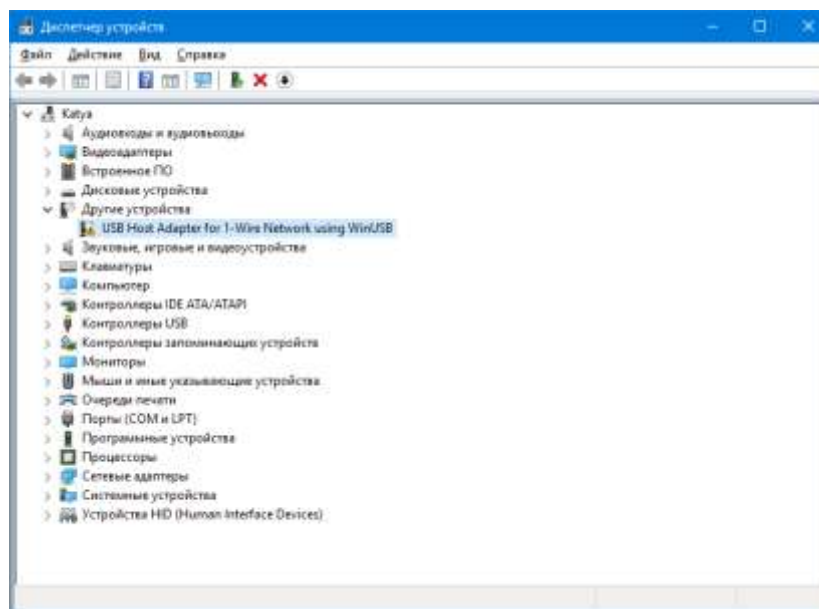 Диспетчер устройств
Файл Действие Вид Справка
Katya
Аудиовходы и аудиовыходы
Видеоадаптеры
Встроенное ПО
Дисковые устройства
Другие устройства
USB Host Adapter for 1-Wire Network using WinUSB
Звуковые, игровые и видеоустройства
Клавиатуры
Компьютер
Контроллеры IDE ATA/ATAPI
Контроллеры USB
Контроллеры запоминающих устройств
Мониторы
Мыши и иные указывающие устройства
Очереди печати
Порты (COM и LPT)
Программные устройства
Процессоры
Сетевые адаптеры
Системные устройства
Устройства HID (Human Interface Devices)